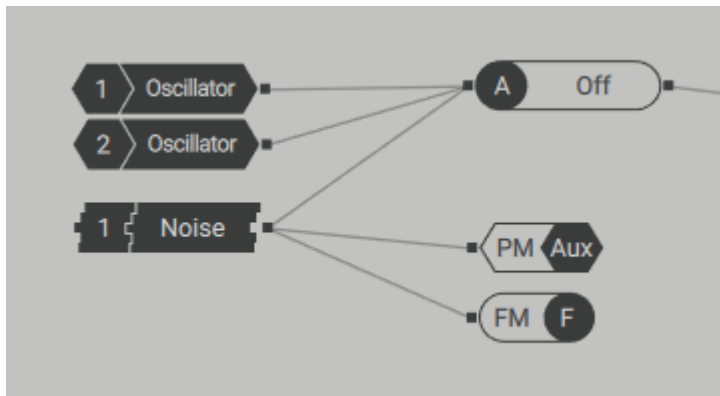 1 Oscillator
A Off
2 Oscillator
1 Noise
PM Aux
FM F